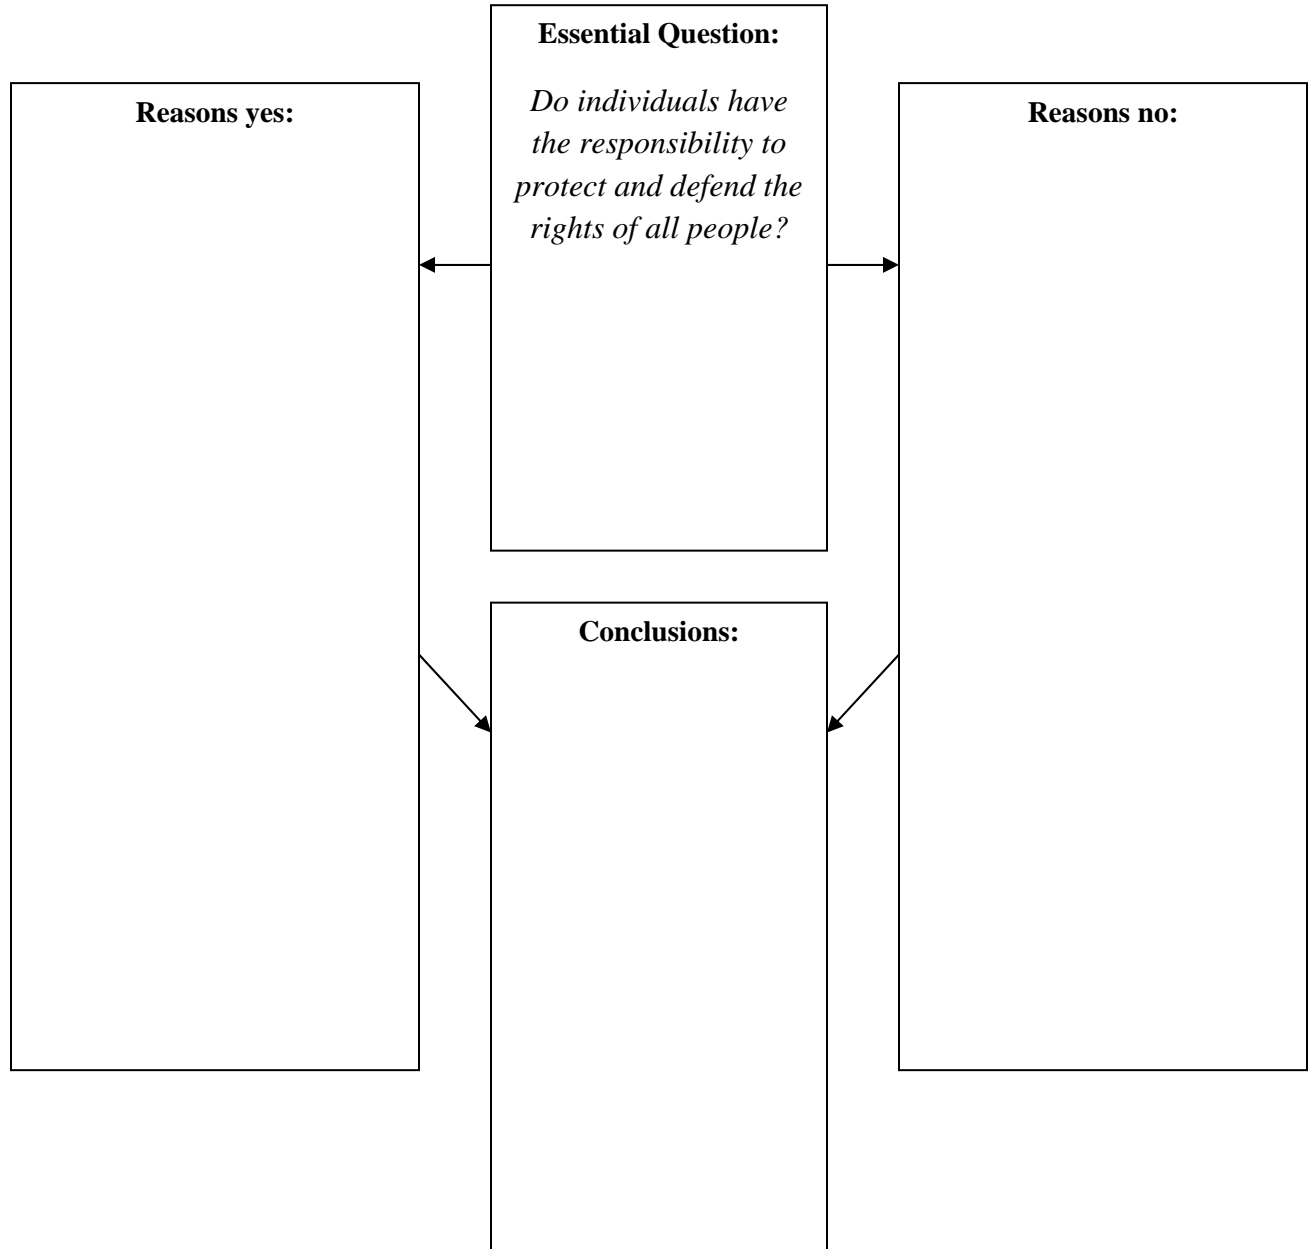 Essential Question:
Do individuals have
the responsibility to
protect and defend the
rights of all people?
Reasons yes:
Reasons no:
Conclusions: